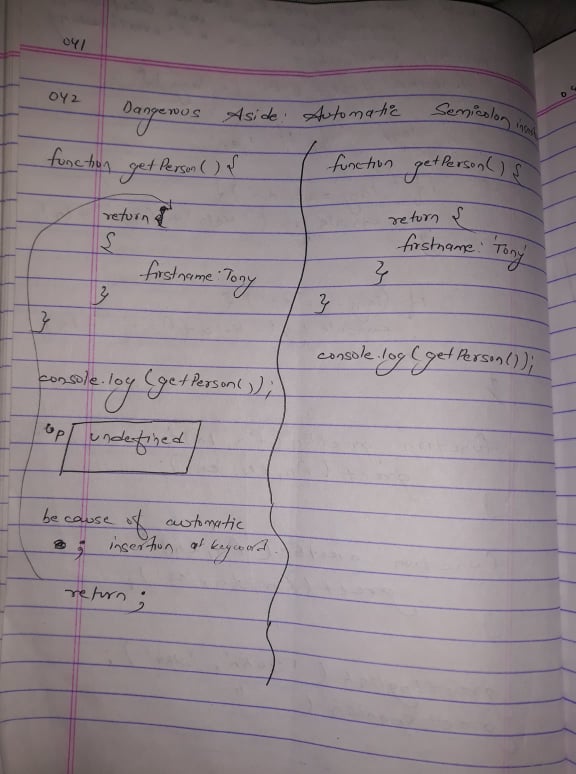 041
042 Dangerous Aside: Automatic Semicolon
function getPerson() {
return
{
firstname: Tony
}
}
console.log(getPerson());
op undefined
because of automatic
; insertion at keyword.
return ;
function getPerson() {
return {
firstname: 'Tony'
}
}
console.log(getPerson());